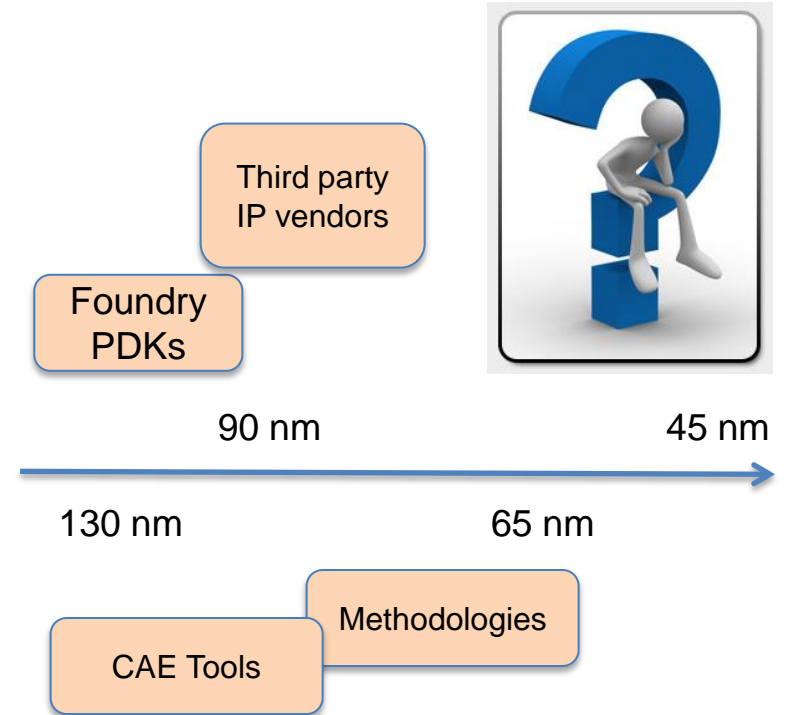 Third party
IP vendors
Foundry
PDKs
90 nm
45 nm
130 nm
65 nm
Methodologies
CAE Tools